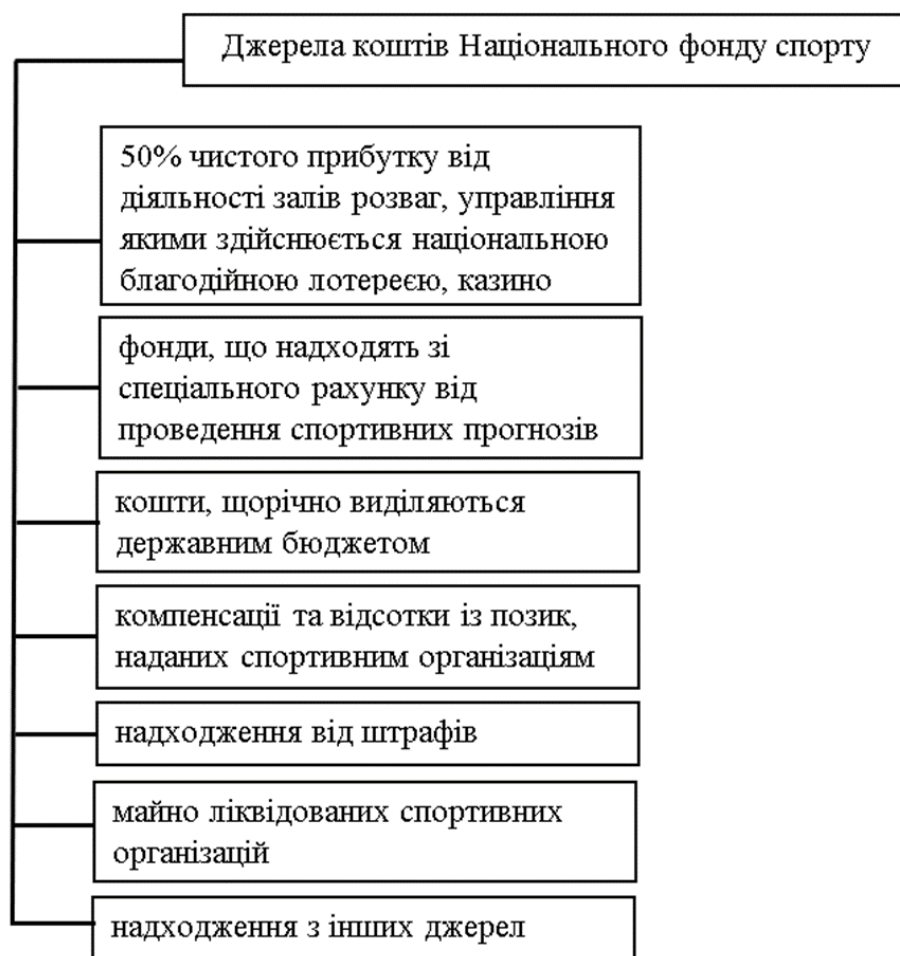 Джерела коштів Національного фонду спорту
50% чистого прибутку від
діяльності залів розваг, управління
якими здійснюється національною
благодійною лотереєю, казино
фонди, що надходять зі
спеціального рахунку від
проведення спортивних прогнозів
кошти, щорічно виділяються
державним бюджетом
компенсації та відсотки із позик,
наданих спортивним організаціям
надходження від штрафів
майно ліквідованих спортивних
організацій
надходження з інших джерел